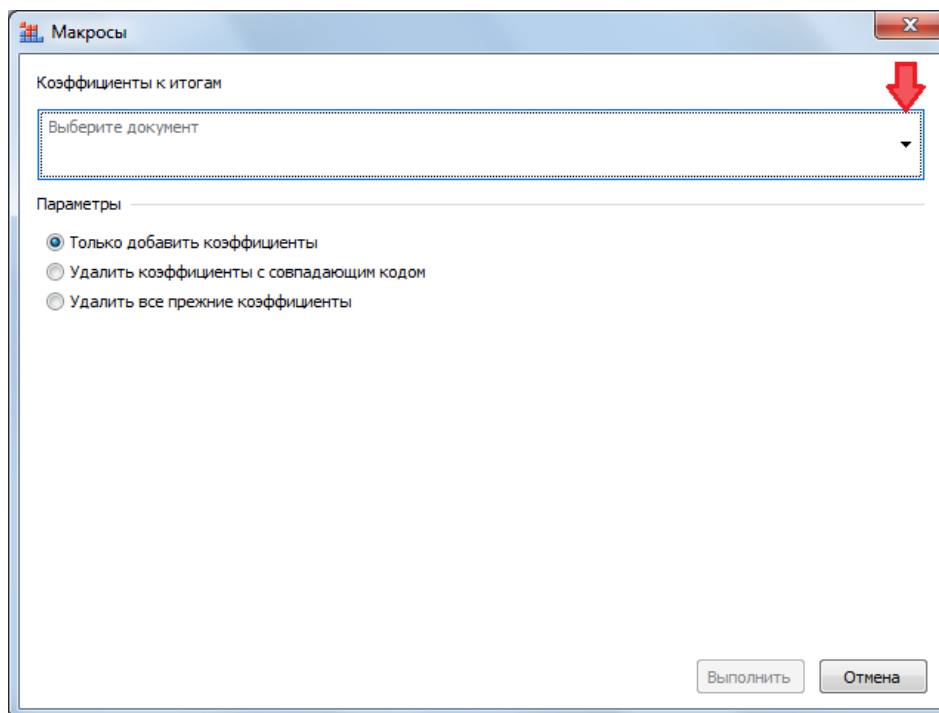 Макросы
Коэффициенты к итогам
Выберите документ
Параметры
Только добавить коэффициенты
Удалить коэффициенты с совпадающим кодом
Удалить все прежние коэффициенты
Выполнить Отмена